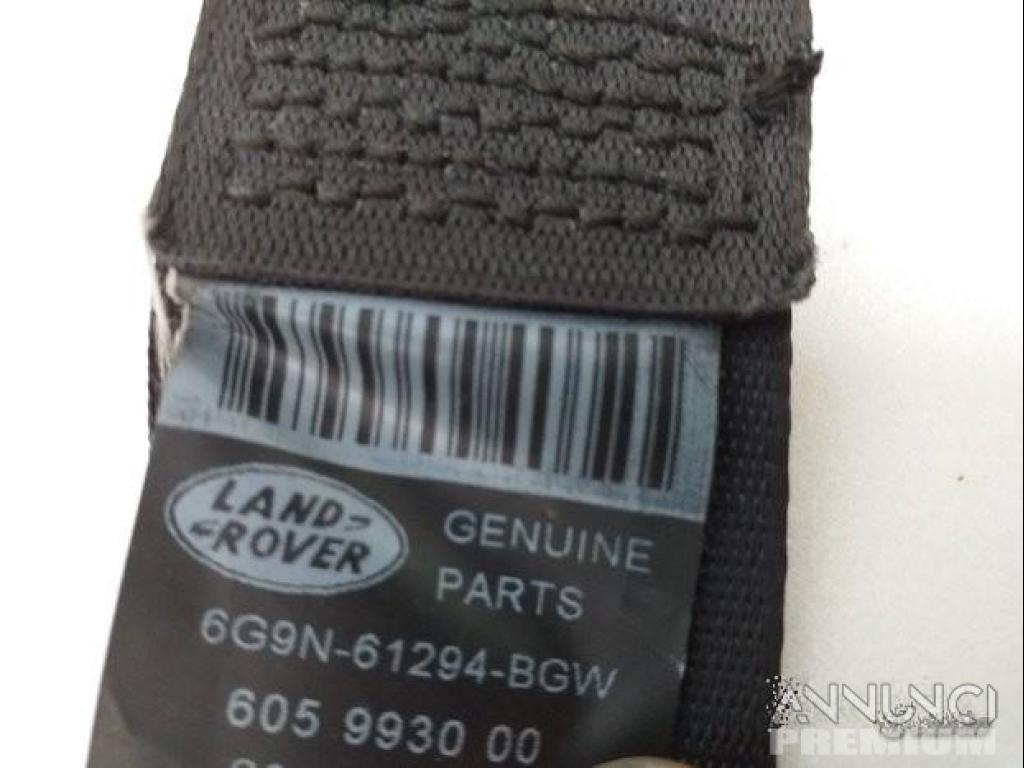 LAND
ROVER
GENUINE
PARTS
6G9N-61294-BGW
605 9930 00
ANNUNCI
PREMIUM